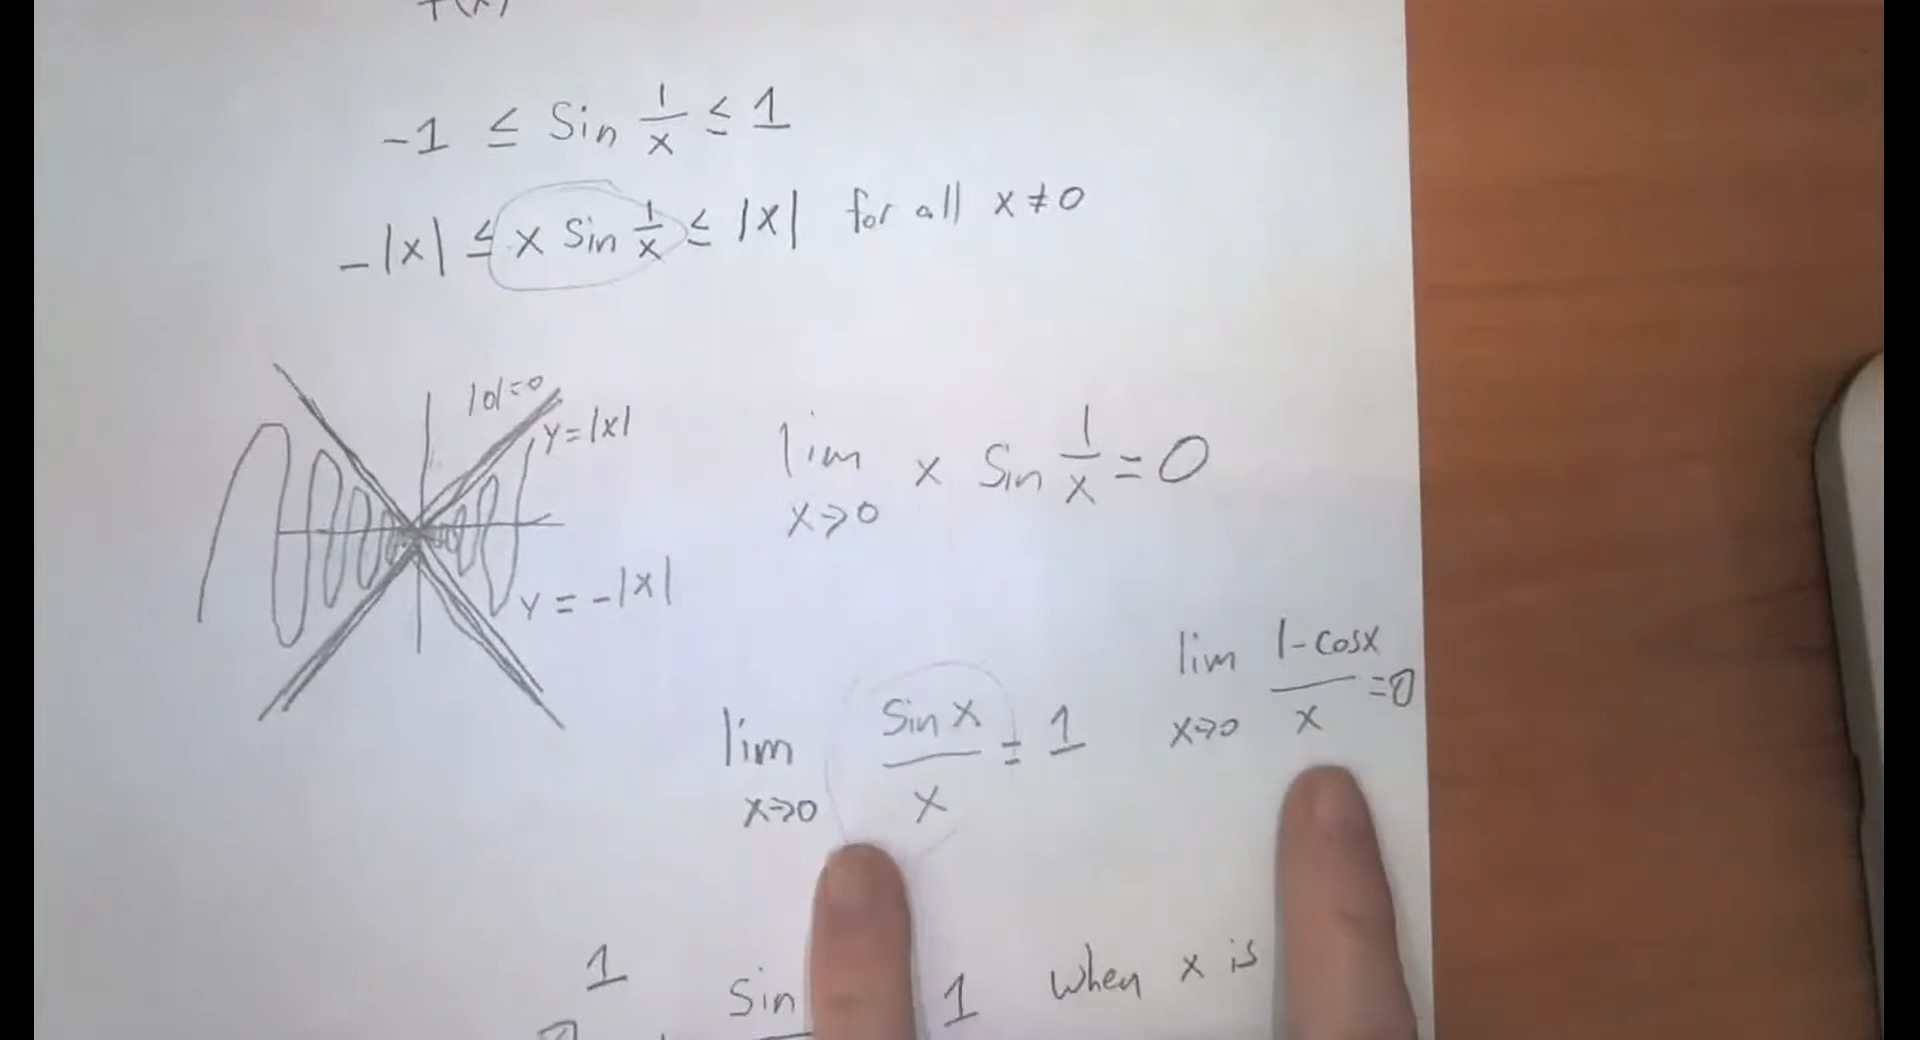 f(x)
-1 ≤ Sin 1/x ≤ 1
-|x| ≤ x Sin 1/x ≤ |x| for all x ≠ 0
|0|=0
y=|x|
lim x→0 x Sin 1/x = 0
y = -|x|
lim x→0 Sin x / x = 1
lim x→0 1-cosx / x =0
1 Sin 1 when x is